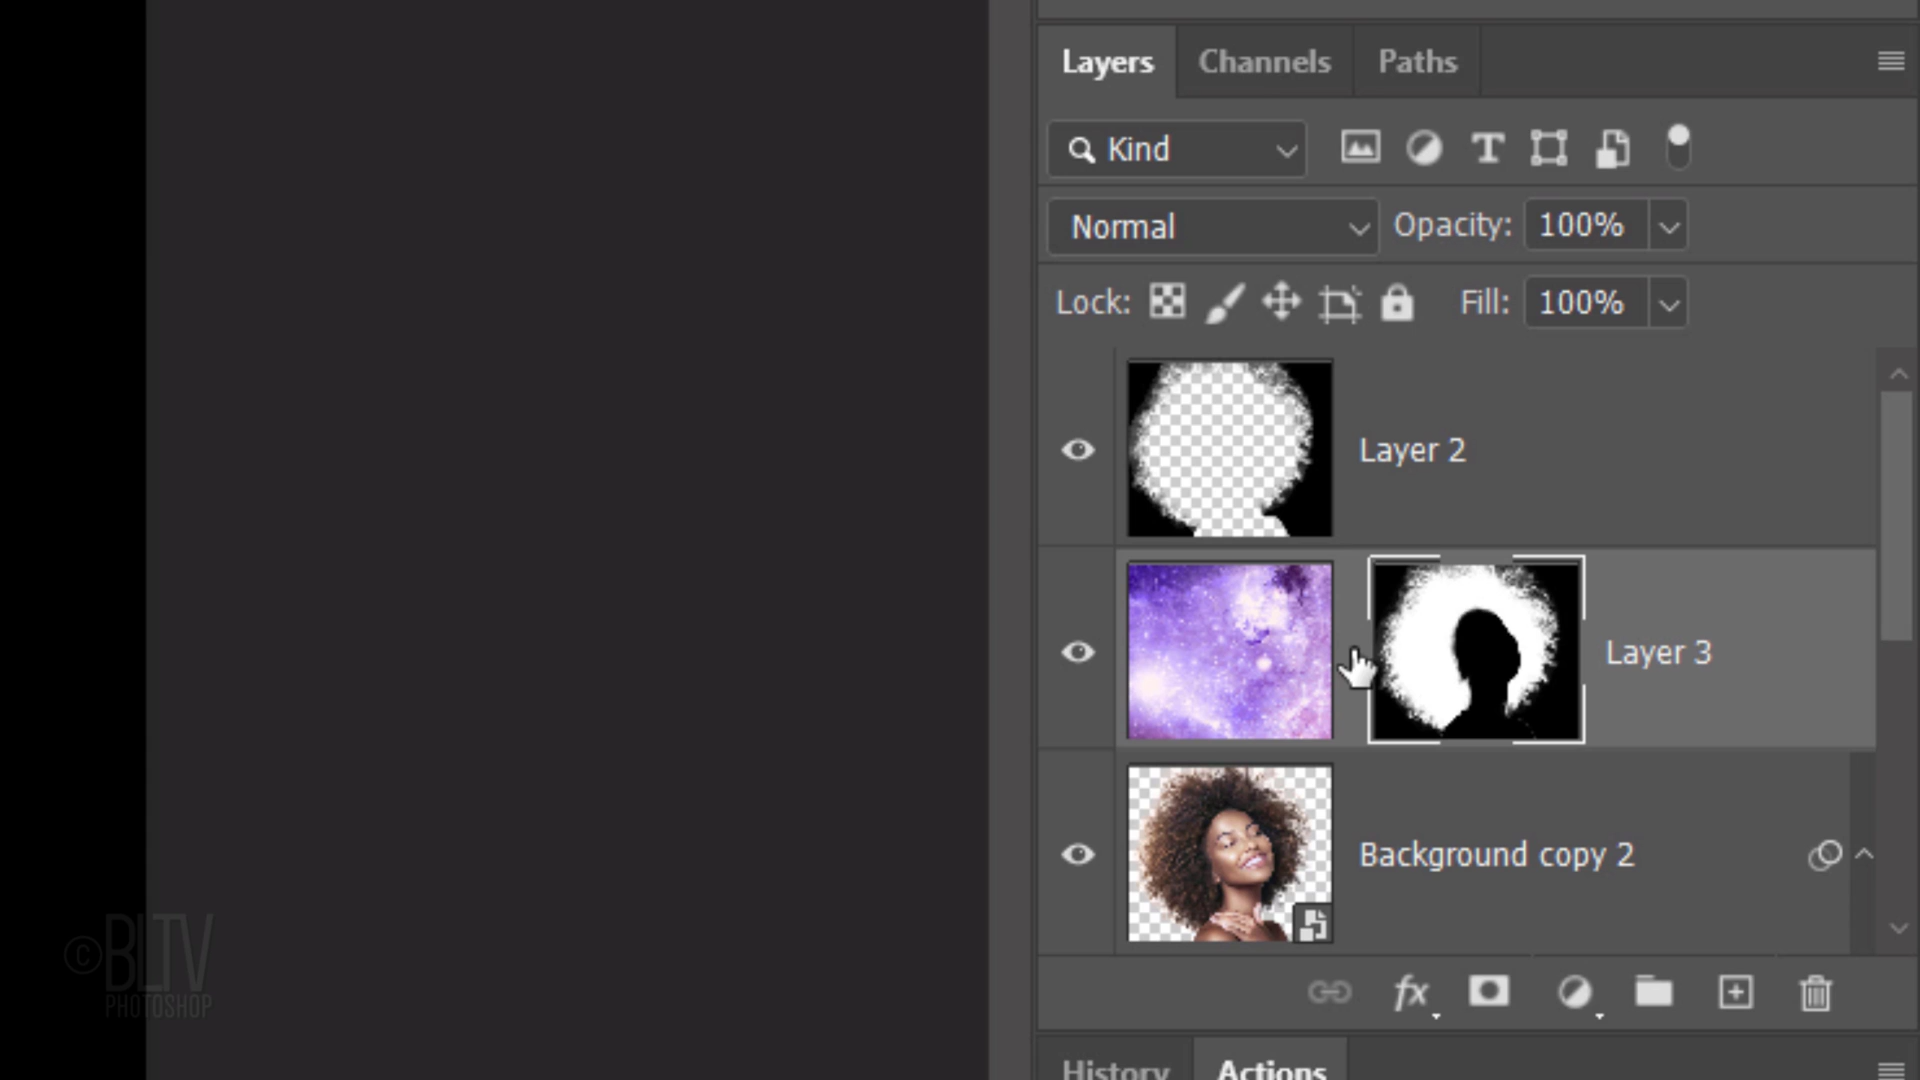 Layers Channels Paths
Kind
Normal Opacity: 100%
Lock: Fill: 100%
Layer 2
Layer 3
Background copy 2
fx
©BLTV
PHOTOSHOP
History Actions